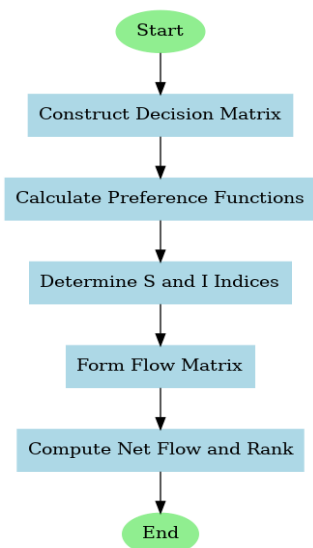 Start
Construct Decision Matrix
Calculate Preference Functions
Determine S and I Indices
Form Flow Matrix
Compute Net Flow and Rank
End